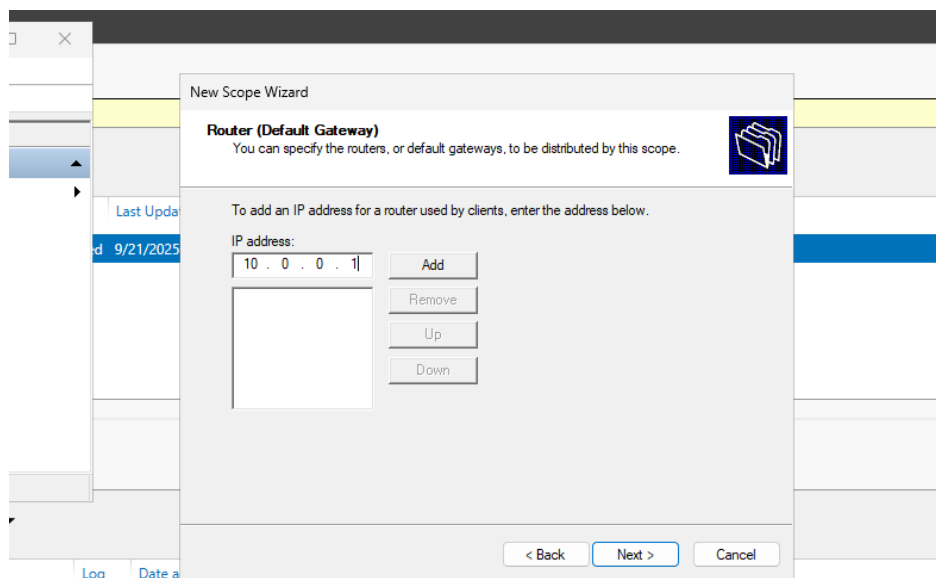 New Scope Wizard
Router (Default Gateway)
You can specify the routers, or default gateways, to be distributed by this scope.
To add an IP address for a router used by clients, enter the address below.
Last Upda
IP address:
ed 9/21/2025
10 . 0 . 0 . 1
Add
Remove
Up
Down
< Back
Next >
Cancel
Log
Date a